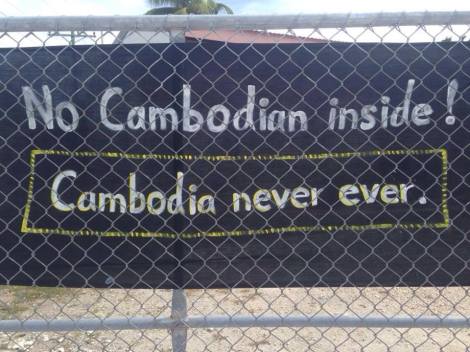 No Cambodian inside!
Cambodia never ever.